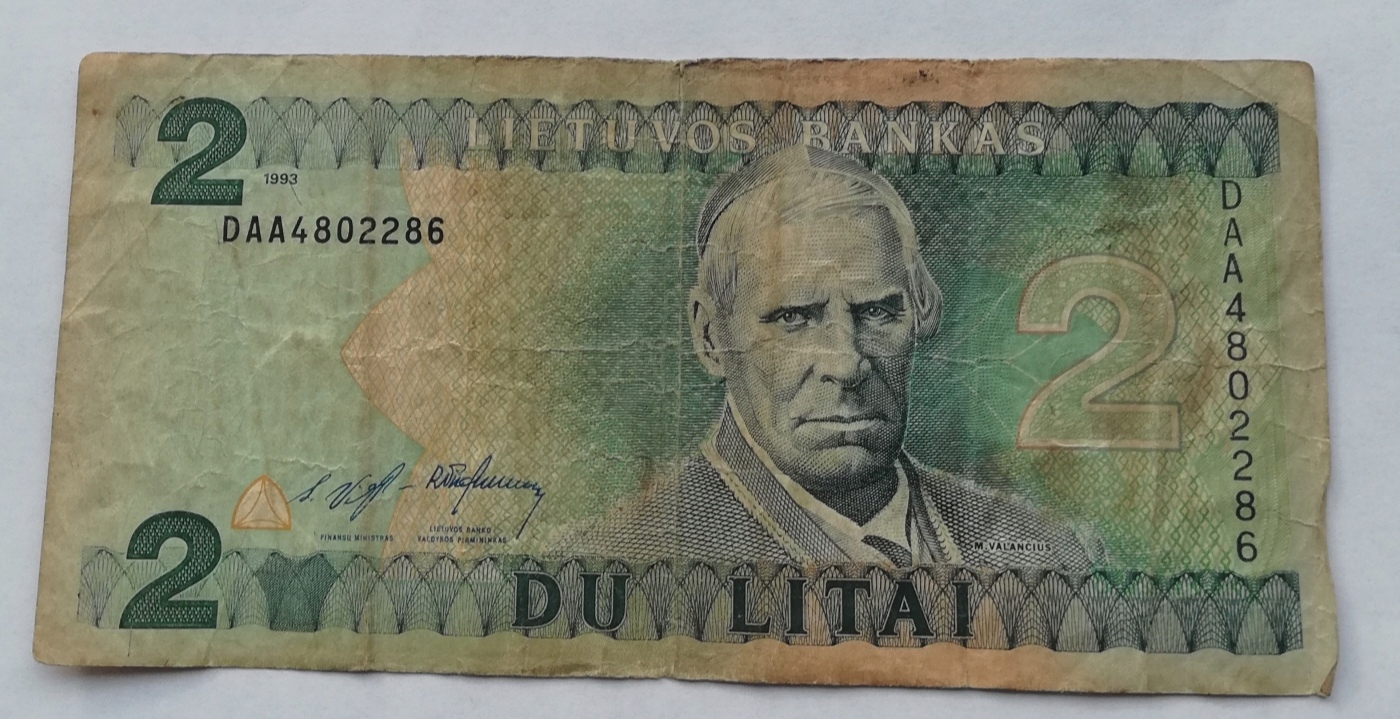 LIETUVOS BANKAS
2
1993
DAA4802286
DAA4802286
2
FINANSŲ MINISTRAS
LIETUVOS BANKO
VALDYBOS PIRMININKAS
M.VALANČIUS
2
DU LITAI